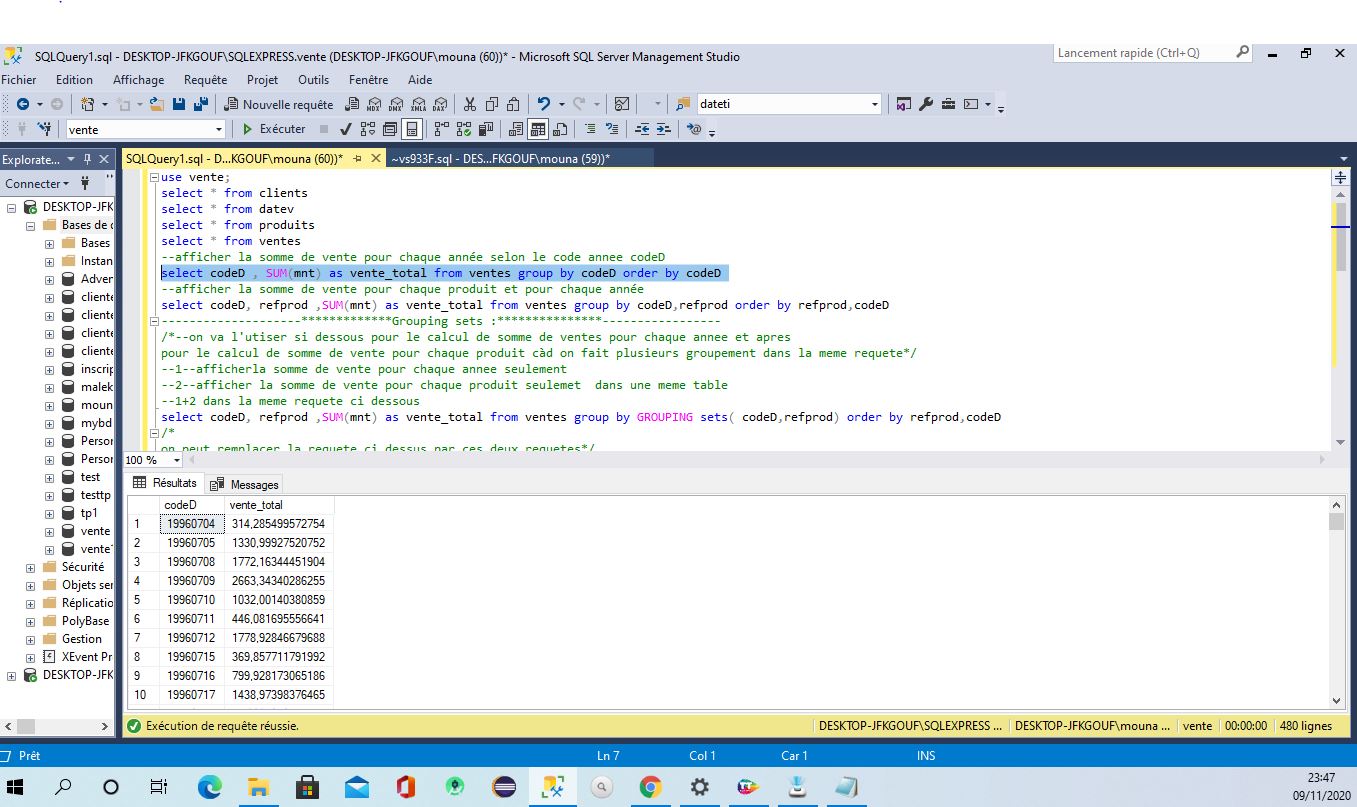 SQLQuery1.sql - DESKTOP-JFKGOUF\SQLEXPRESS.vente (DESKTOP-JFKGOUF\mouna (60))* - Microsoft SQL Server Management Studio
Lancement rapide (Ctrl+Q)
Fichier Edition Affichage Requête Projet Outils Fenêtre Aide
Nouvelle requête MDX DMX XMLA DAX dateti
vente Exécuter
Explorate... SQLQuery1.sql - D...KGOUF\mouna (60))* ~vs933F.sql - DES...FKGOUF\mouna (59))*
Connecter
DESKTOP-JFK
Bases de
Bases
Instan
Adver
cliente
cliente
cliente
cliente
inscrip
malek
moun
mybd
Person
Person
test
testtp
tp1
vente
vente
Sécurité
Objets ser
Réplicatio
PolyBase
Gestion
XEvent Pr
DESKTOP-JFK
use vente;
select * from clients
select * from datev
select * from produits
select * from ventes
--afficher la somme de vente pour chaque année selon le code annee codeD
select codeD , SUM(mnt) as vente_total from ventes group by codeD order by codeD
--afficher la somme de vente pour chaque produit et pour chaque année
select codeD, refprod ,SUM(mnt) as vente_total from ventes group by codeD,refprod order by refprod,codeD
--------------------*************Grouping sets :***************-----------------
/*--on va l'utiser si dessous pour le calcul de somme de ventes pour chaque annee et apres
pour le calcul de somme de vente pour chaque produit càd on fait plusieurs groupement dans la meme requete*/
--1--afficherla somme de vente pour chaque annee seulement
--2--afficher la somme de vente pour chaque produit seulemet  dans une meme table
--1+2 dans la meme requete ci dessous
select codeD, refprod ,SUM(mnt) as vente_total from ventes group by GROUPING sets( codeD,refprod) order by refprod,codeD
/*
on peut remplacer la requete ci dessus par ces deux requetes*/
100 %
Résultats Messages
codeD vente_total
1 19960704 314,285499572754
2 19960705 1330,99927520752
3 19960708 1772,16344451904
4 19960709 2663,34340286255
5 19960710 1032,00140380859
6 19960711 446,081695556641
7 19960712 1778,92846679688
8 19960715 369,857711791992
9 19960716 799,928173065186
10 19960717 1438,97398376465
Exécution de requête réussie. DESKTOP-JFKGOUF\SQLEXPRESS ... DESKTOP-JFKGOUF\mouna ... vente 00:00:00 480 lignes
Prêt Ln 7 Col 1 Car 1 INS
23:47
09/11/2020